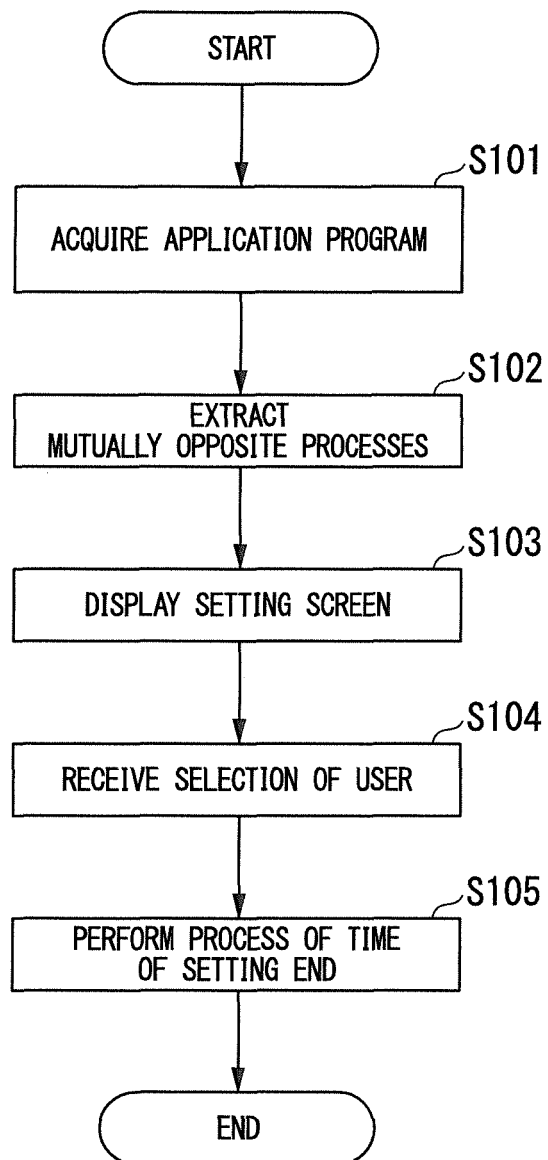 START
S101
ACQUIRE APPLICATION PROGRAM
S102
EXTRACT
MUTUALLY OPPOSITE PROCESSES
S103
DISPLAY SETTING SCREEN
S104
RECEIVE SELECTION OF USER
S105
PERFORM PROCESS OF TIME
OF SETTING END
END